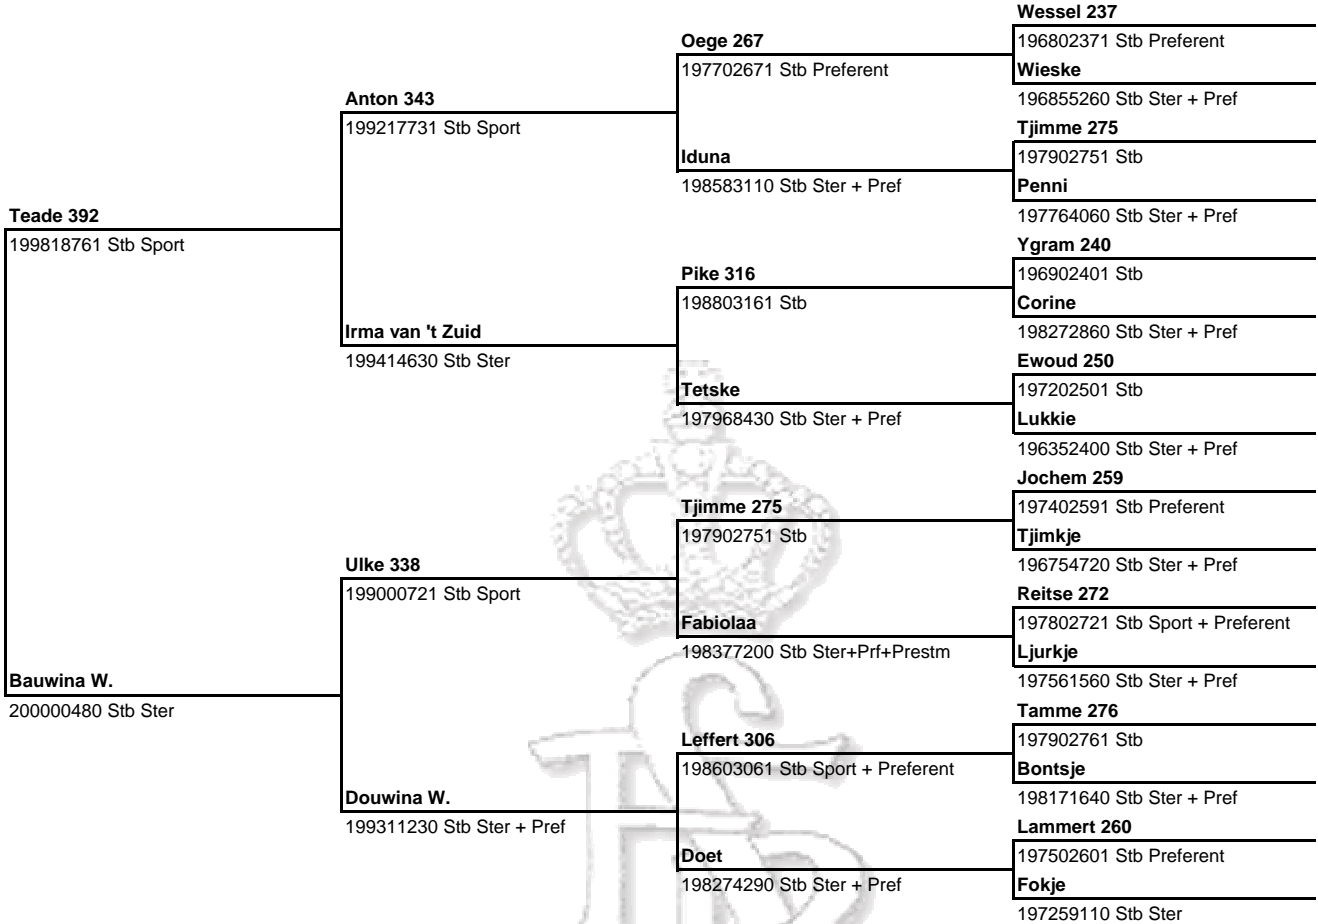 Wessel 237
Oege 267
196802371 Stb Preferent
197702671 Stb Preferent
Wieske
Anton 343
196855260 Stb Ster + Pref
199217731 Stb Sport
Tjimme 275
Iduna
197902751 Stb
198583110 Stb Ster + Pref
Penni
Teade 392
197764060 Stb Ster + Pref
199818761 Stb Sport
Ygram 240
Pike 316
196902401 Stb
198803161 Stb
Corine
Irma van 't Zuid
198272860 Stb Ster + Pref
199414630 Stb Ster
Ewoud 250
Tetske
197202501 Stb
197968430 Stb Ster + Pref
Lukkie
196352400 Stb Ster + Pref
Jochem 259
Tjimme 275
197402591 Stb Preferent
197902751 Stb
Tjimkje
Ulke 338
196754720 Stb Ster + Pref
199000721 Stb Sport
Reitse 272
Fabiolaa
197802721 Stb Sport + Preferent
198377200 Stb Ster+Prf+Prestm
Ljurkje
Bauwina W.
197561560 Stb Ster + Pref
200000480 Stb Ster
Tamme 276
Leffert 306
197902761 Stb
198603061 Stb Sport + Preferent
Bontsje
Douwina W.
198171640 Stb Ster + Pref
199311230 Stb Ster + Pref
Lammert 260
Doet
197502601 Stb Preferent
198274290 Stb Ster + Pref
Fokje
197259110 Stb Ster